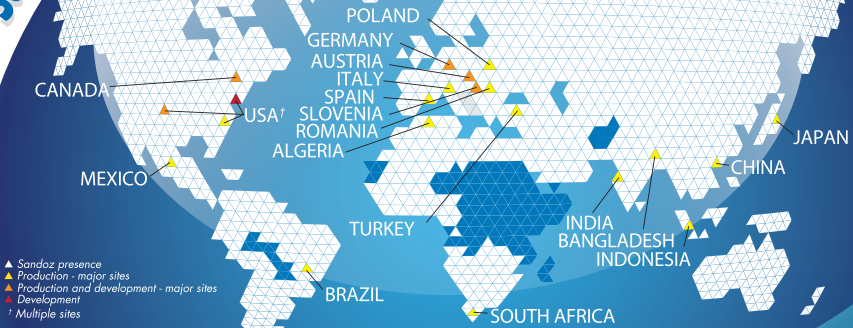 POLAND
GERMANY
AUSTRIA
ITALY
SPAIN
SLOVENIA
ROMANIA
ALGERIA
CANADA
USA†
MEXICO
TURKEY
JAPAN
CHINA
INDIA
BANGLADESH
INDONESIA
BRAZIL
SOUTH AFRICA
Sandoz presence
Production - major sites
Production and development - major sites
Development
† Multiple sites